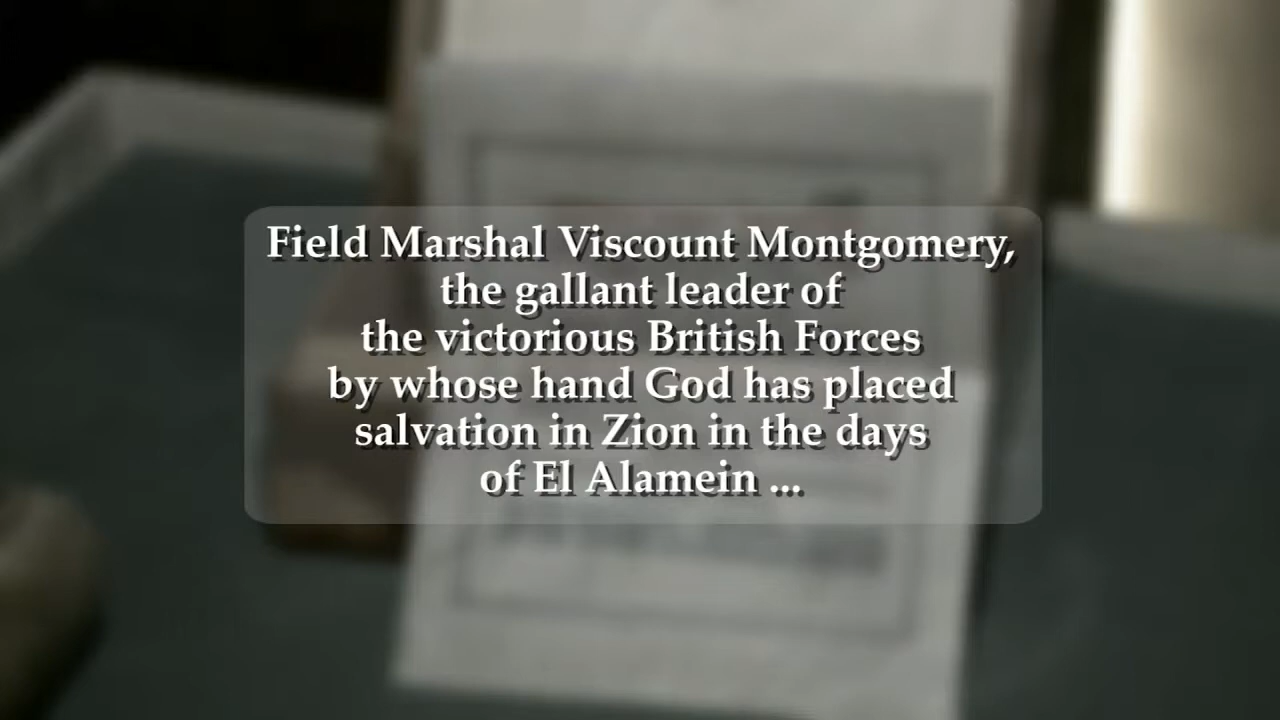 Field Marshal Viscount Montgomery,
the gallant leader of
the victorious British Forces
by whose hand God has placed
salvation in Zion in the days
of El Alamein ...